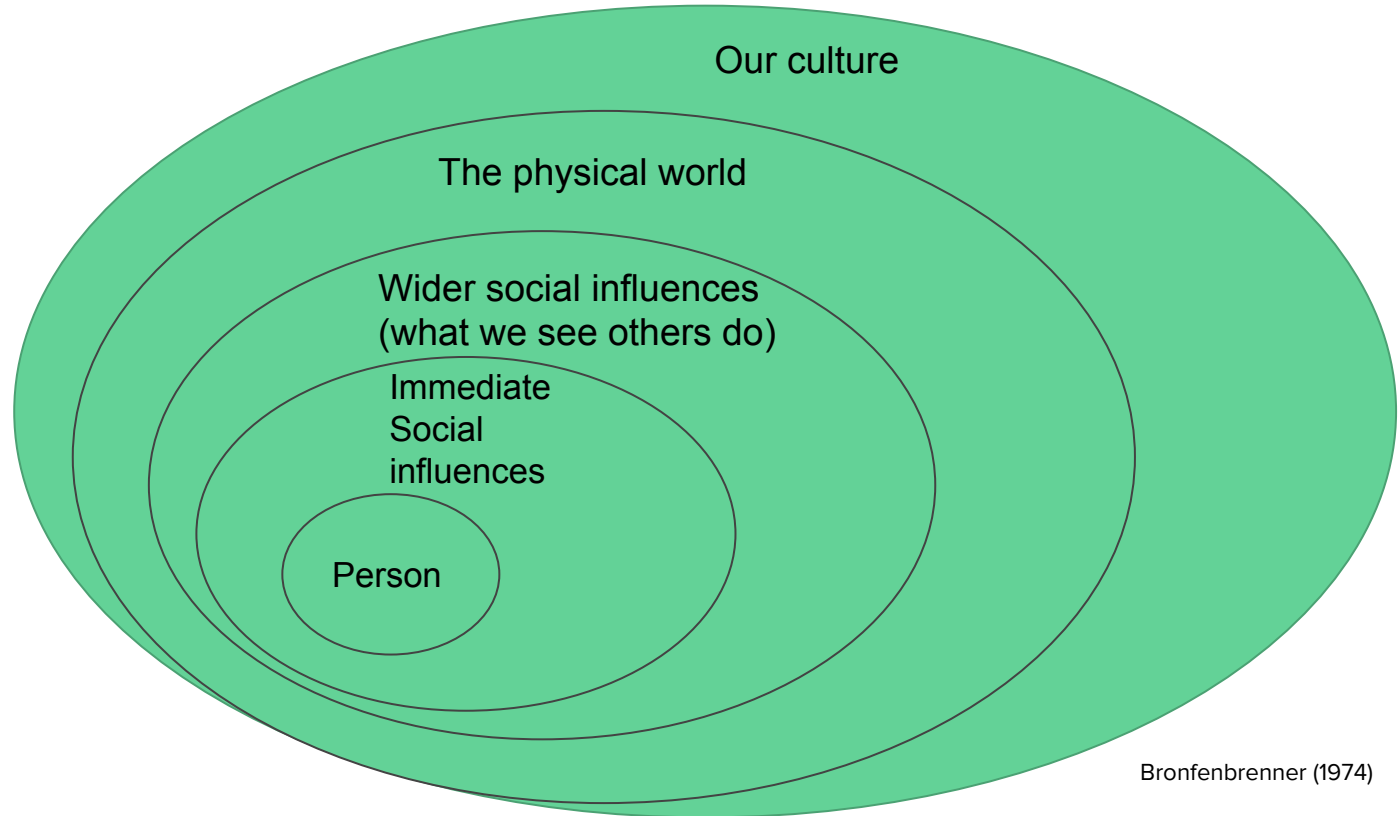 Our culture
The physical world
Wider social influences
(what we see others do)
Immediate
Social
influences
Person
Bronfenbrenner (1974)